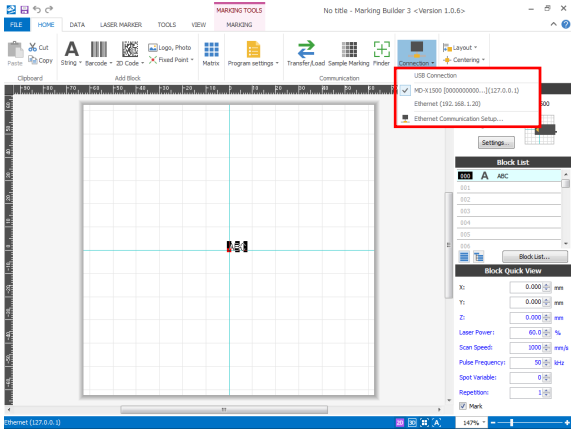 MARKING TOOLS
No title - Marking Builder 3 <Version 1.0.6>
FILE HOME DATA LASER MARKER TOOLS VIEW MARKING
Paste
Cut
Copy
String
Barcode
2D Code
Logo, Photo
Fixed Point
Matrix
Program settings
Transfer/Load
Sample Marking
Finder
Connection
Layout
Centering
Clipboard
Add Block
Communication
USB Connection
MD-X1500 [0000000000...](127.0.0.1)
Ethernet (192.168.1.20)
Ethernet Communication Setup...
Settings...
Block List
000 A ABC
001
002
003
004
005
006
Block List...
Block Quick View
X: 0.000 mm
Y: 0.000 mm
Z: 0.000 mm
Laser Power: 60.0 %
Scan Speed: 1000 mm/s
Pulse Frequency: 50 kHz
Spot Variable: 0
Repetition: 1
Mark
ABC
Ethernet (127.0.0.1)
2D 3D A
147%